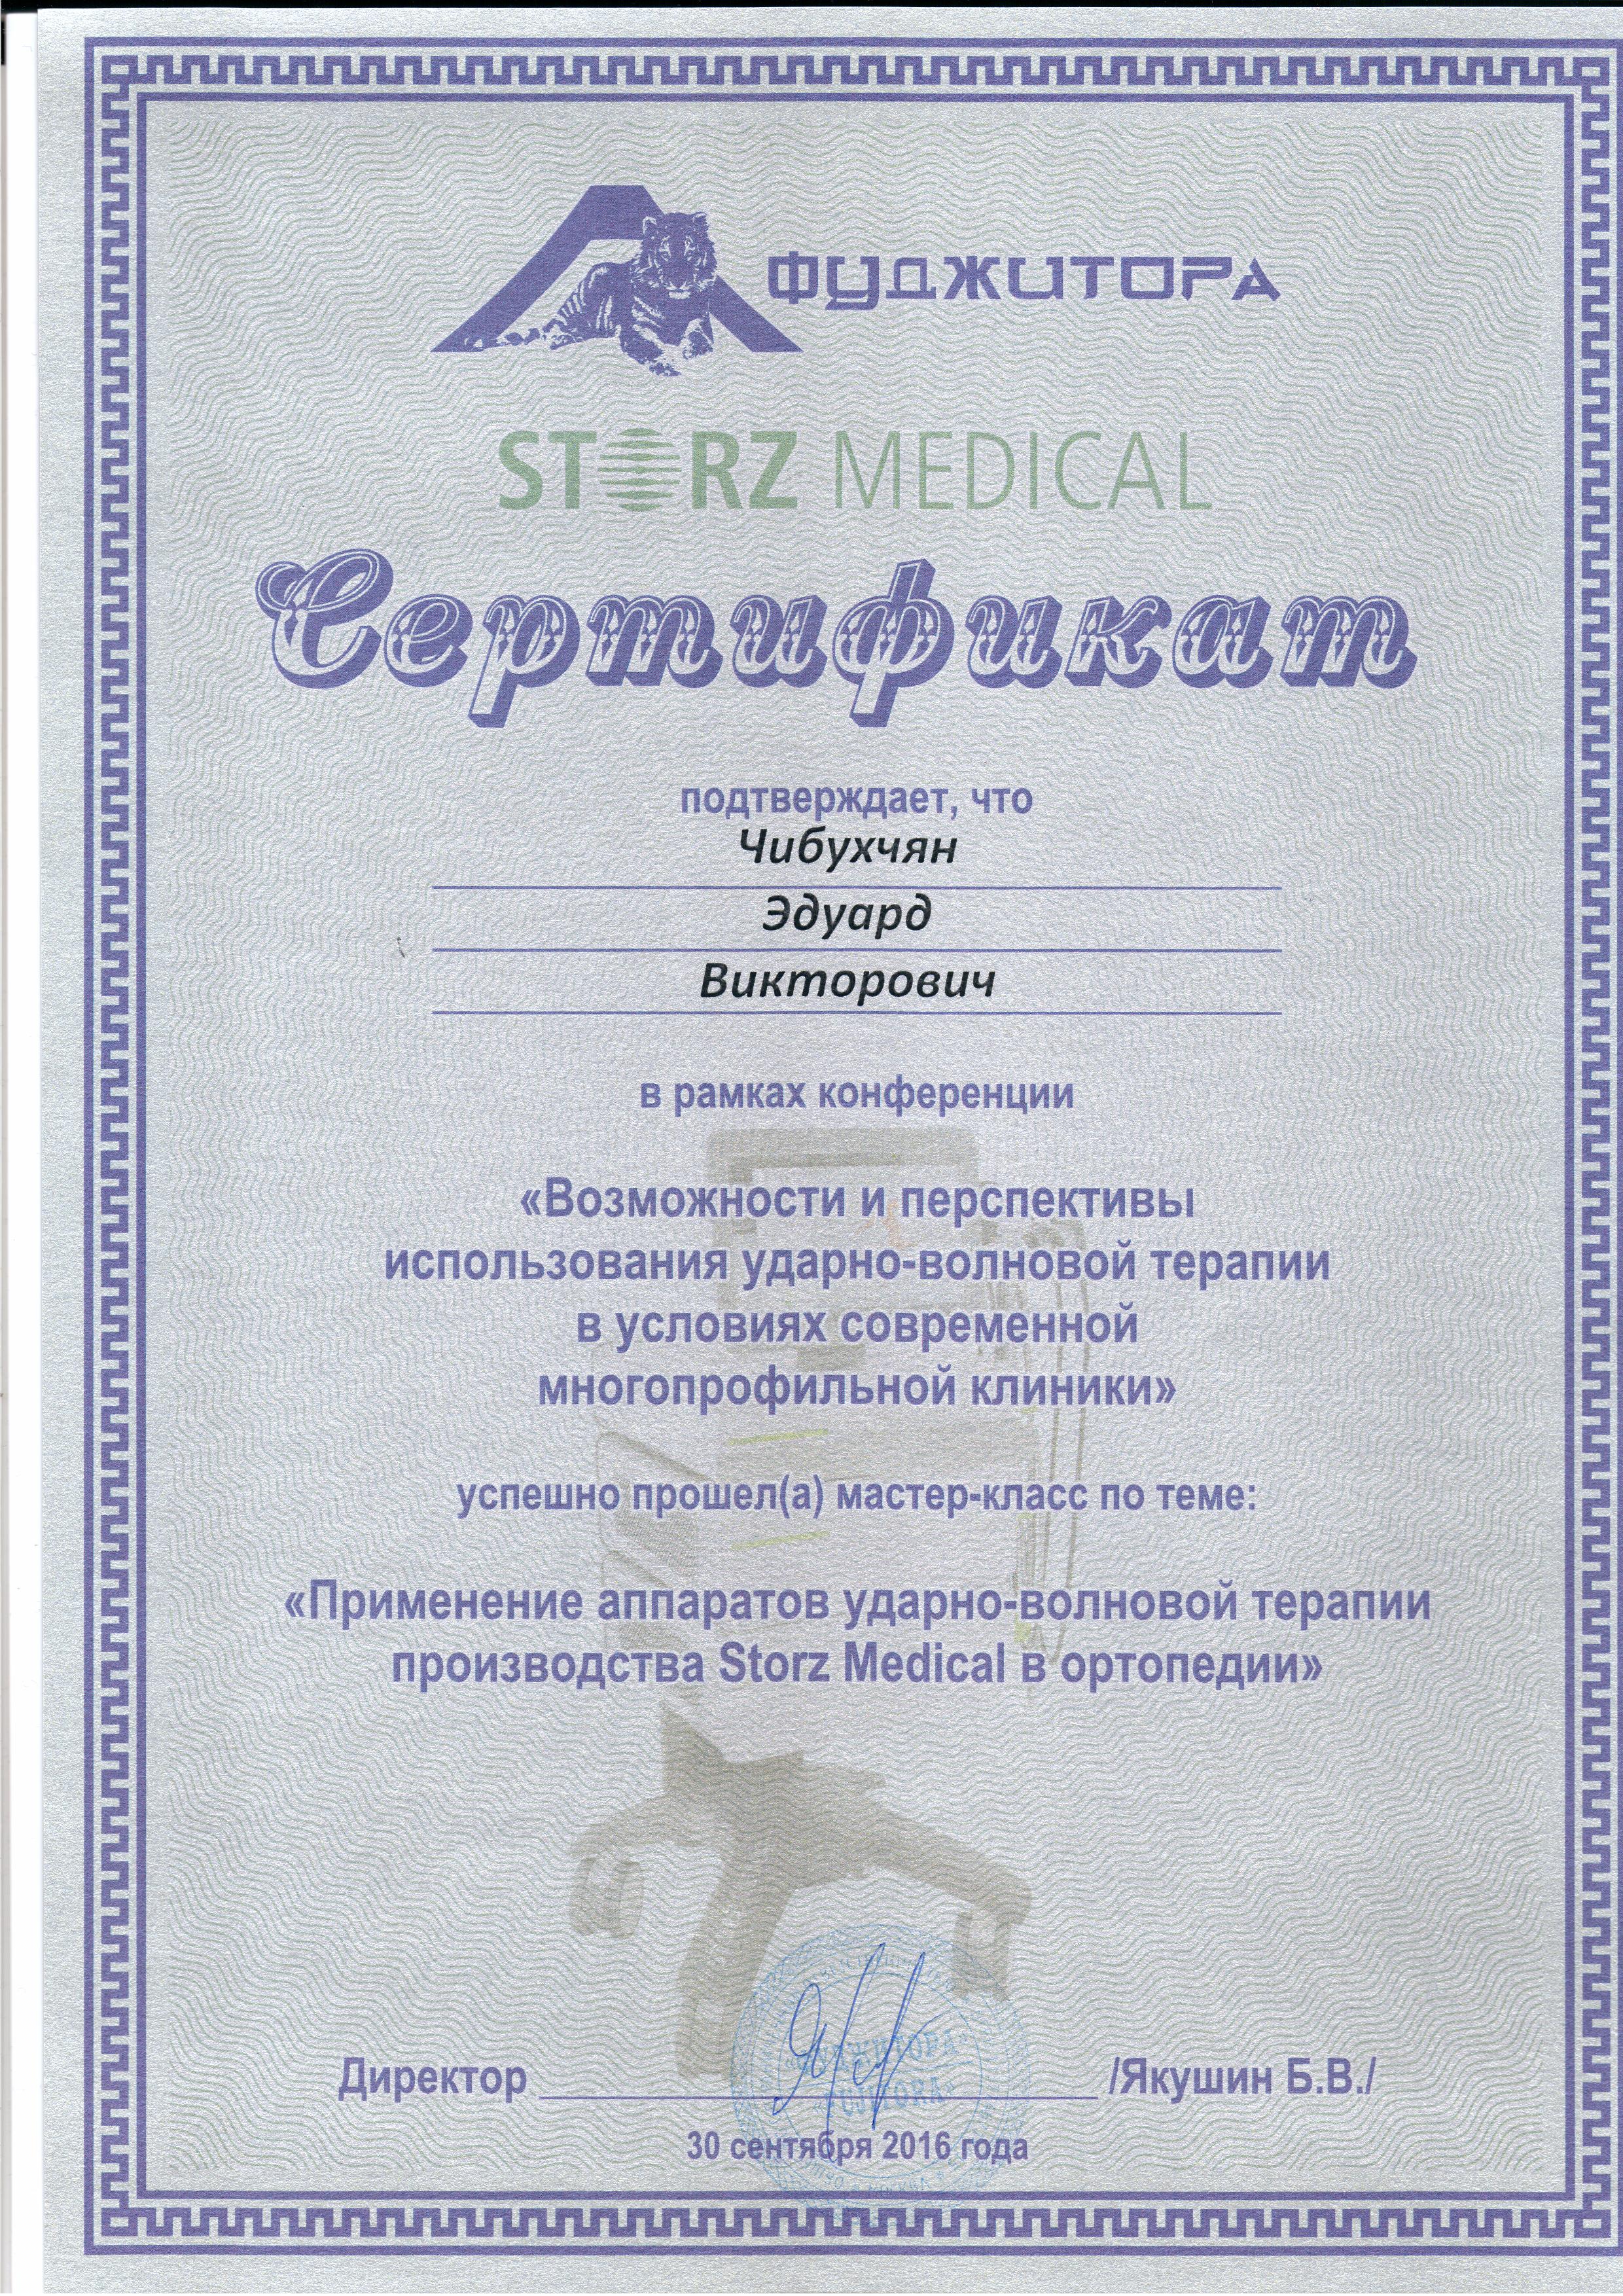 ФУДЖИТОРА
STORZ MEDICAL
Сертификат
подтверждает, что
Чибухчян
Эдуард
Викторович
в рамках конференции
«Возможности и перспективы
использования ударно-волновой терапии
в условиях современной
многопрофильной клиники»
успешно прошел(а) мастер-класс по теме:
«Применение аппаратов ударно-волновой терапии
производства Storz Medical в ортопедии»
Директор /Якушин Б.В./
30 сентября 2016 года